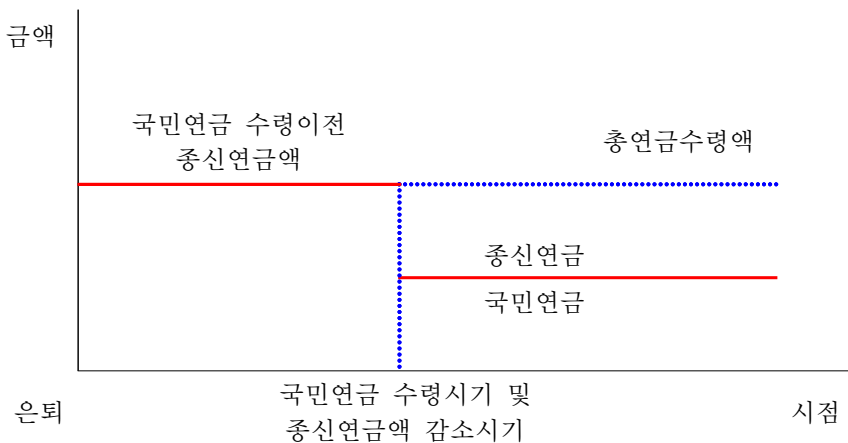 금액
국민연금 수령이전
종신연금액
총연금수령액
종신연금
국민연금
은퇴
국민연금 수령시기 및
종신연금액 감소시기
시점